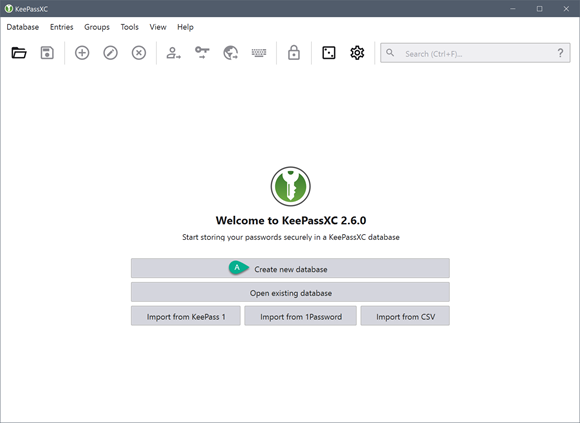 KeePassXC
Database Entries Groups Tools View Help
Search (Ctrl+F)... ?
Welcome to KeePassXC 2.6.0
Start storing your passwords securely in a KeePassXC database
A Create new database
Open existing database
Import from KeePass 1 Import from 1Password Import from CSV